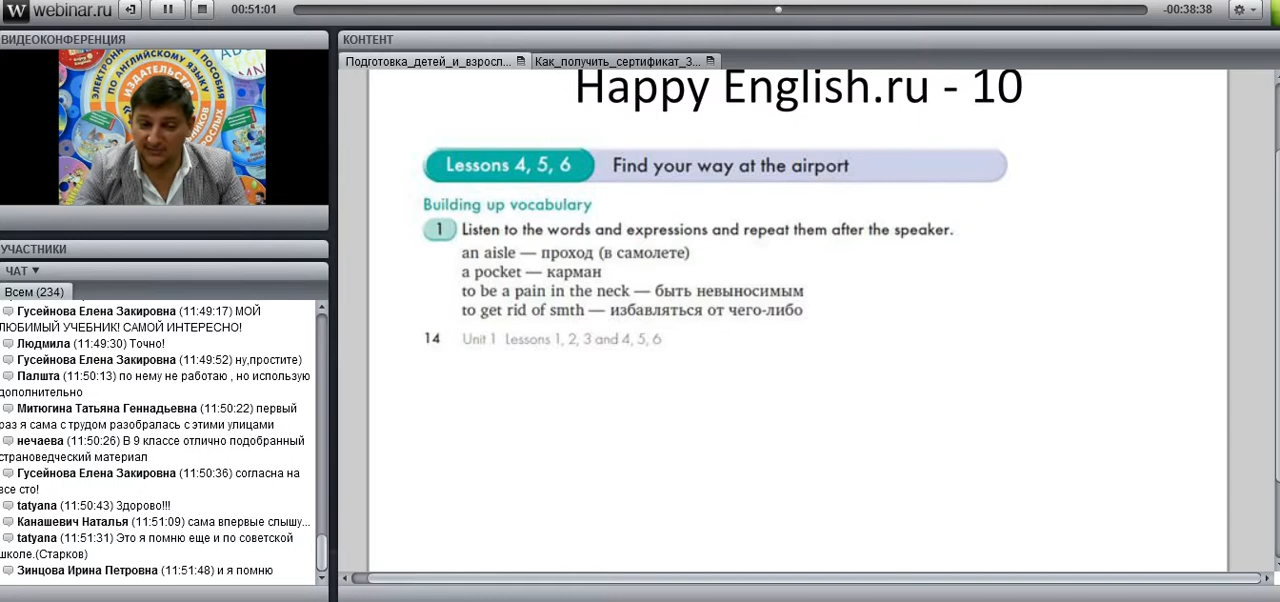 webinar.ru
00:51:01
-00:38:38
ВИДЕОКОНФЕРЕНЦИЯ
УЧАСТНИКИ
ЧАТ
Всем (234)
Гусейнова Елена Закировна (11:49:17) МОЙ
ЛЮБИМЫЙ УЧЕБНИК! САМОЙ ИНТЕРЕСНО!
Людмила (11:49:30) Точно!
Гусейнова Елена Закировна (11:49:52) ну,простите)
Палшта (11:50:13) по нему не работаю , но использую
дополнительно
Митюгина Татьяна Геннадьевна (11:50:22) первый
раз я сама с трудом разобралась с этими улицами
нечаева (11:50:26) В 9 классе отлично подобранный
страноведческий материал
Гусейнова Елена Закировна (11:50:36) согласна на
все сто!
tatyana (11:50:43) Здорово!!!
Канашевич Наталья (11:51:09) сама впервые слышу...
tatyana (11:51:31) Это я помню еще и по советской
школе.(Старков)
Зинцова Ирина Петровна (11:51:48) и я помню
КОНТЕНТ
Подготовка_детей_и_взросл...
Как_получить_сертификат_3...
Happy English.ru - 10
Lessons 4, 5, 6 Find your way at the airport
Building up vocabulary
1 Listen to the words and expressions and repeat them after the speaker.
an aisle — проход (в самолете)
a pocket — карман
to be a pain in the neck — быть невыносимым
to get rid of smth — избавляться от чего-либо
14 Unit 1 Lessons 1, 2, 3 and 4, 5, 6